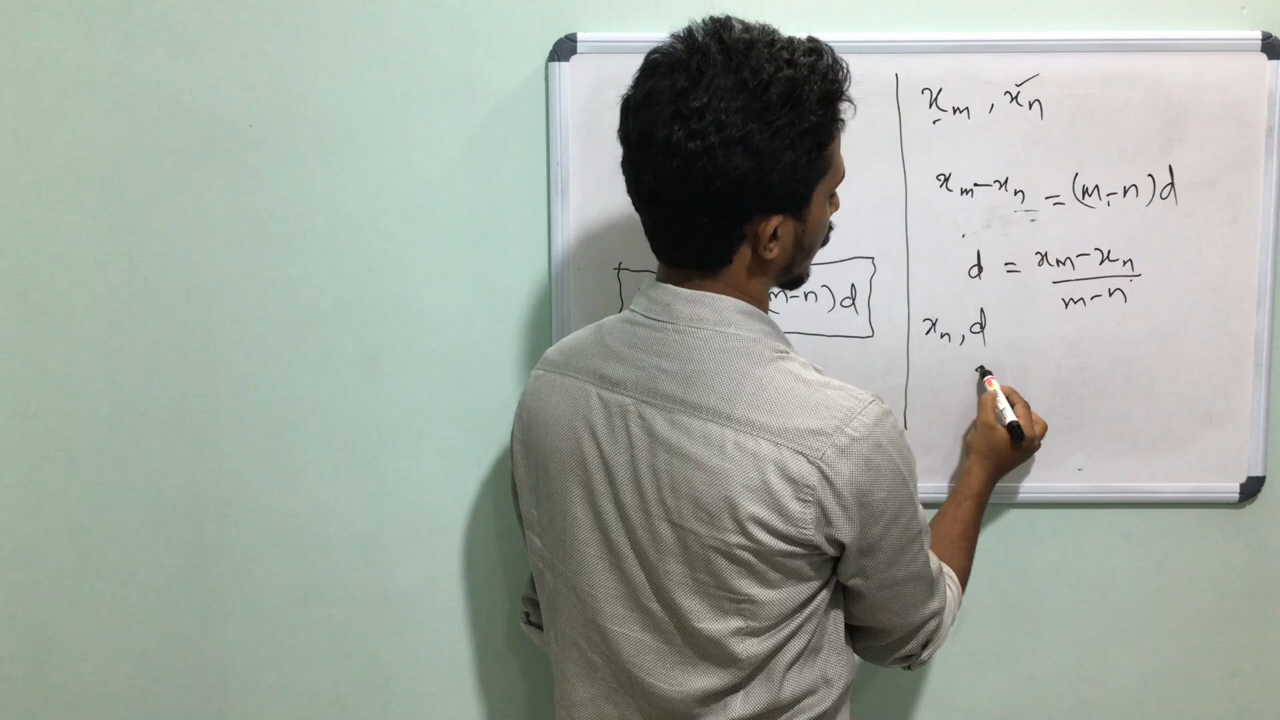 m-n)d
xm, xn
xm-xn = (m-n)d
d = xm-xn / m-n
xn, d